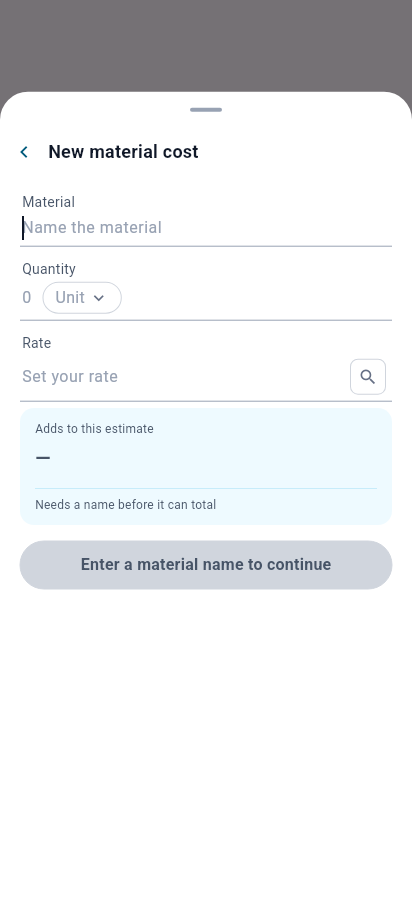 New material cost
Material
Name the material
Quantity
0 Unit
Rate
Set your rate
Adds to this estimate
—
Needs a name before it can total
Enter a material name to continue